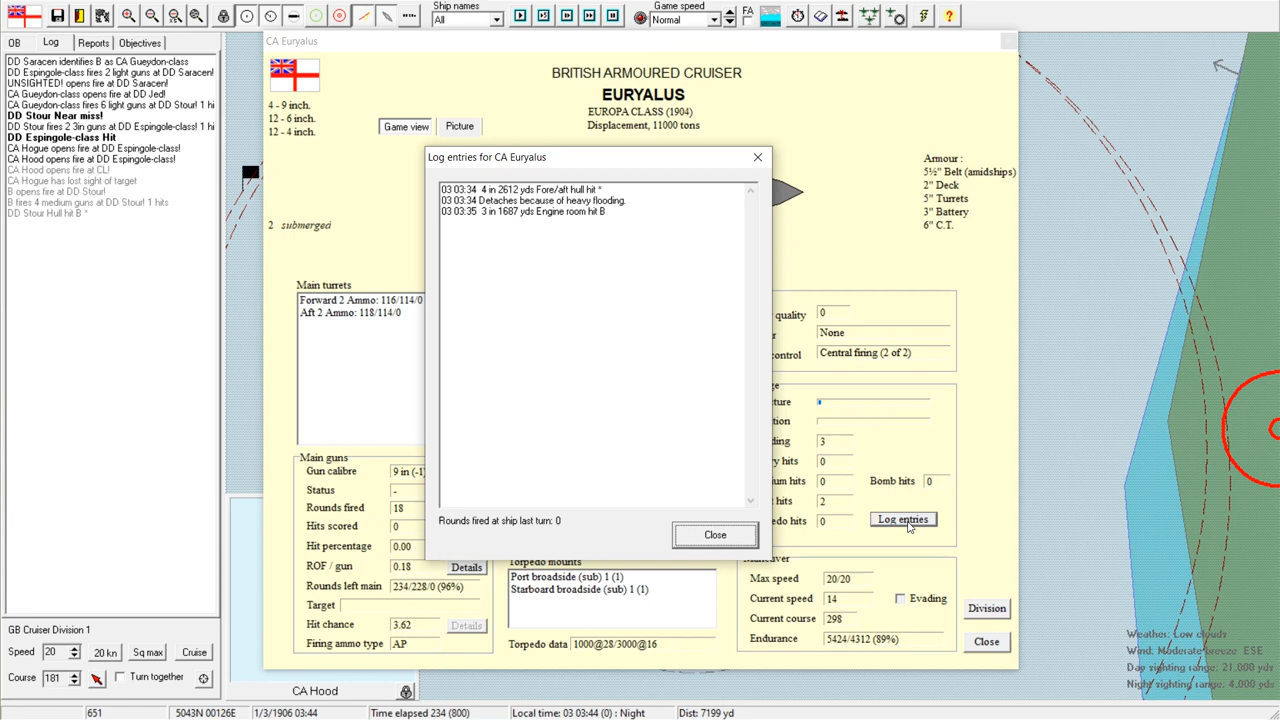 Ship names
All
Game speed
Normal
FA
OB
Log
Reports
Objectives
DD Saracen identifies B as CA Gueydon-class
DD Espingole-class fires 2 light guns at DD Saracen!
UNSIGHTED! opens fire at DD Saracen!
CA Gueydon-class opens fire at DD Jed!
CA Gueydon-class fires 6 light guns at DD Stour! 1 hi
DD Stour Near miss!
DD Stour fires 2 3in guns at DD Espingole-class! 1 hi
DD Espingole-class Hit
CA Hogue opens fire at DD Espingole-class!
CA Hood opens fire at DD Espingole-class!
CA Hood opens fire at CL!
CA Hogue has lost sight of target
B opens fire at DD Stour!
B fires 4 medium guns at DD Stour! 1 hits
DD Stour Hull hit B *
GB Cruiser Division 1
Speed 20 20 kn Sq max Cruise
Course 181 Turn together
CA Euryalus
4 - 9 inch.
12 - 6 inch.
12 - 4 inch.
Game view
Picture
BRITISH ARMOURED CRUISER
EURYALUS
EUROPA CLASS (1904)
Displacement, 11000 tons
Armour :
5½" Belt (amidships)
2" Deck
5" Turrets
3" Battery
6" C.T.
2 submerged
Log entries for CA Euryalus
03 03:34 4 in 2612 yds Fore/aft hull hit *
03 03:34 Detaches because of heavy flooding.
03 03:35 3 in 1687 yds Engine room hit B
Rounds fired at ship last turn: 0
Close
Main turrets
Forward 2 Ammo: 116/114/0
Aft 2 Ammo: 118/114/0
Main guns
Gun calibre 9 in (-1)
Status -
Rounds fired 18
Hits scored 0
Hit percentage 0.00
ROF / gun 0.18 Details
Rounds left main 234/228/0 (96%)
Target
Hit chance 3.62 Details
Firing ammo type AP
Torpedo mounts
Port broadside (sub) 1 (1)
Starboard broadside (sub) 1 (1)
Torpedo data 1000@28/3000@16
quality 0
r None
control Central firing (2 of 2)
ge
ture
tion
ding 3
y hits 0
um hits 0 Bomb hits 0
t hits 2
edo hits 0 Log entries
Maneuver
Max speed 20/20
Current speed 14 Evading
Current course 298
Endurance 5424/4312 (89%)
Division
Close
CA Hood
Weather: Low clouds
Wind: Moderate breeze ESE
Day sighting range: 21.000 yds
Night sighting range: 4.000 yds
651
5043N 00126E
1/3/1906 03:44
Time elapsed 234 (800)
Local time: 03 03:44 (0) : Night
Dist: 7199 yd